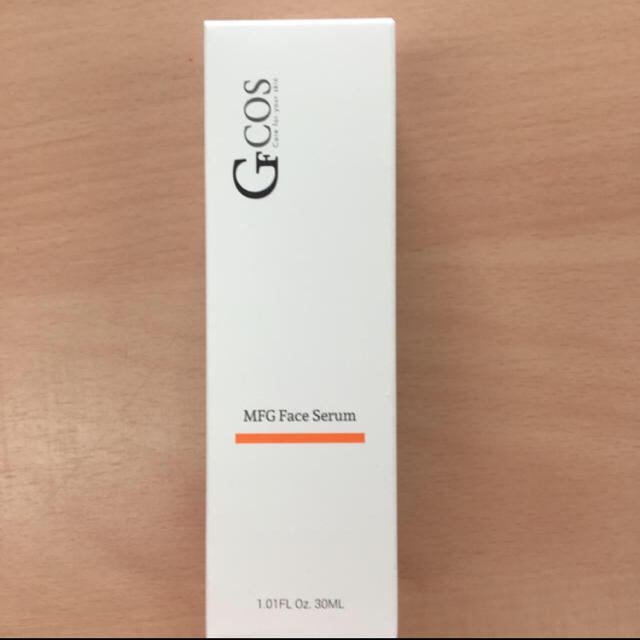 GFCOS
Care for your skin
MFG Face Serum
1.01FL Oz. 30ML